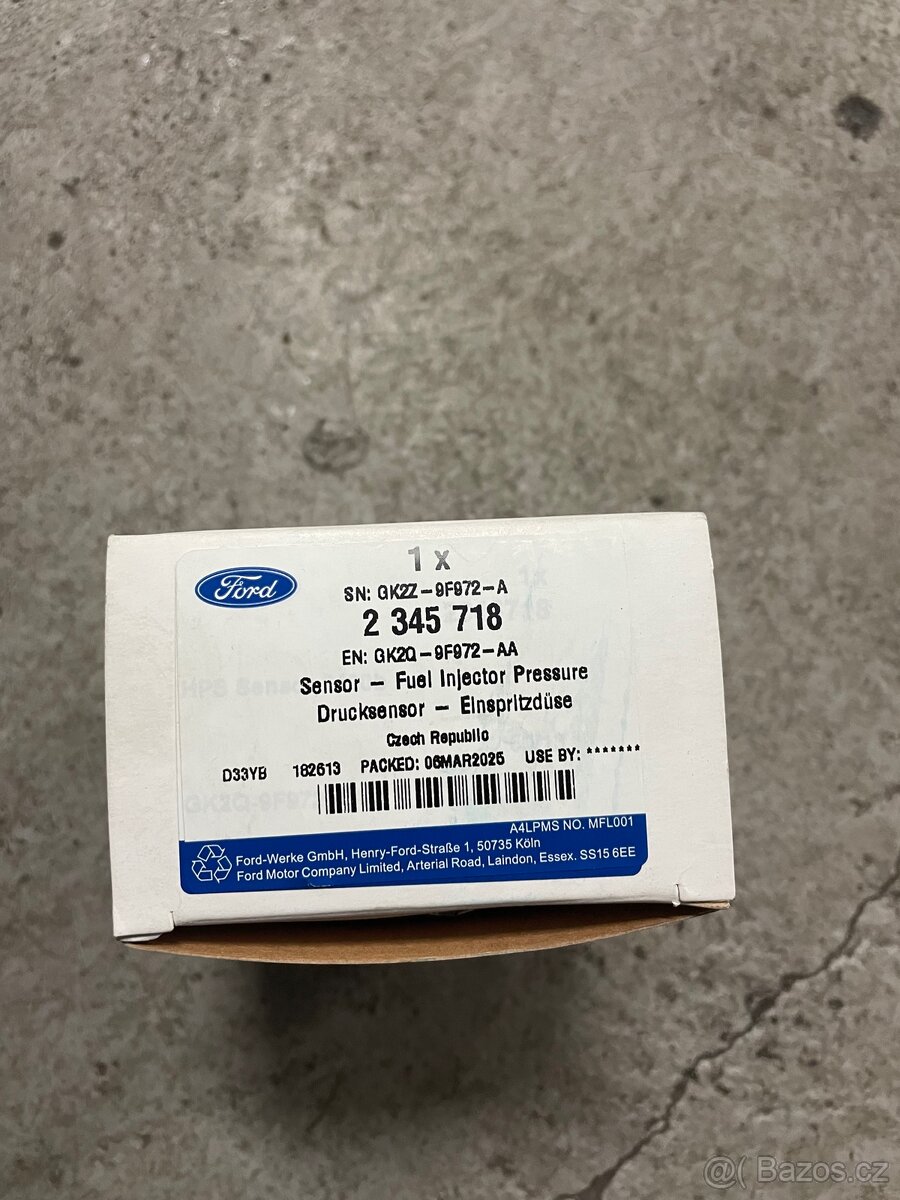 1 x
Ford
SN: GK2Z-9F972-A
2 345 718
EN: GK2Q-9F972-AA
Sensor - Fuel Injector Pressure
Drucksensor - Einspritzdüse
Czech Republic
D33YB 182613 PACKED: 06MAR2025 USE BY: *******
A4LPMS NO. MFL001
Ford-Werke GmbH, Henry-Ford-Straße 1, 50735 Köln
Ford Motor Company Limited, Arterial Road, Laindon, Essex. SS15 6EE
@( Bazos.cz